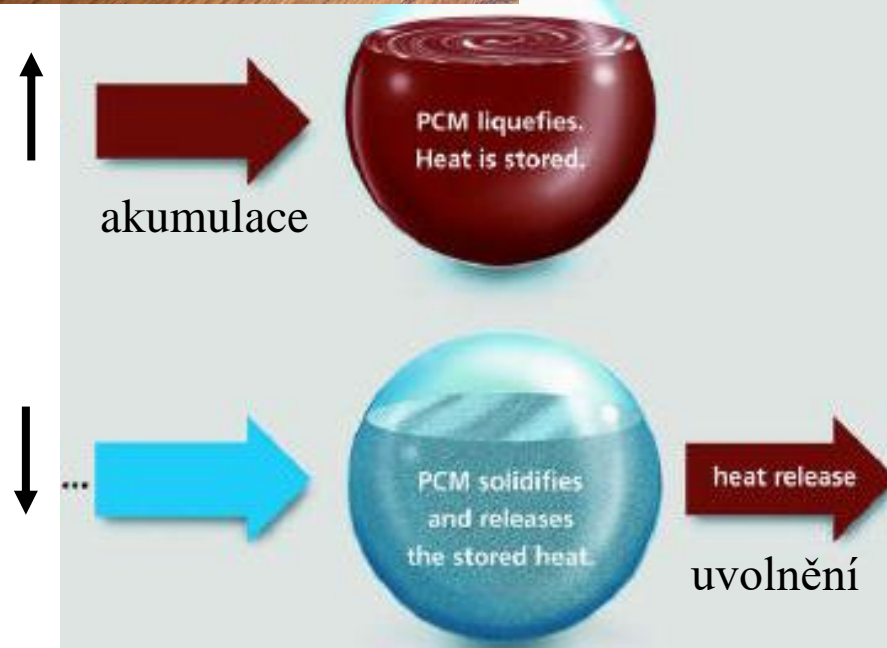 PCM liquefies.
Heat is stored.
akumulace
...
PCM solidifies
and releases
the stored heat.
heat release
uvolnění